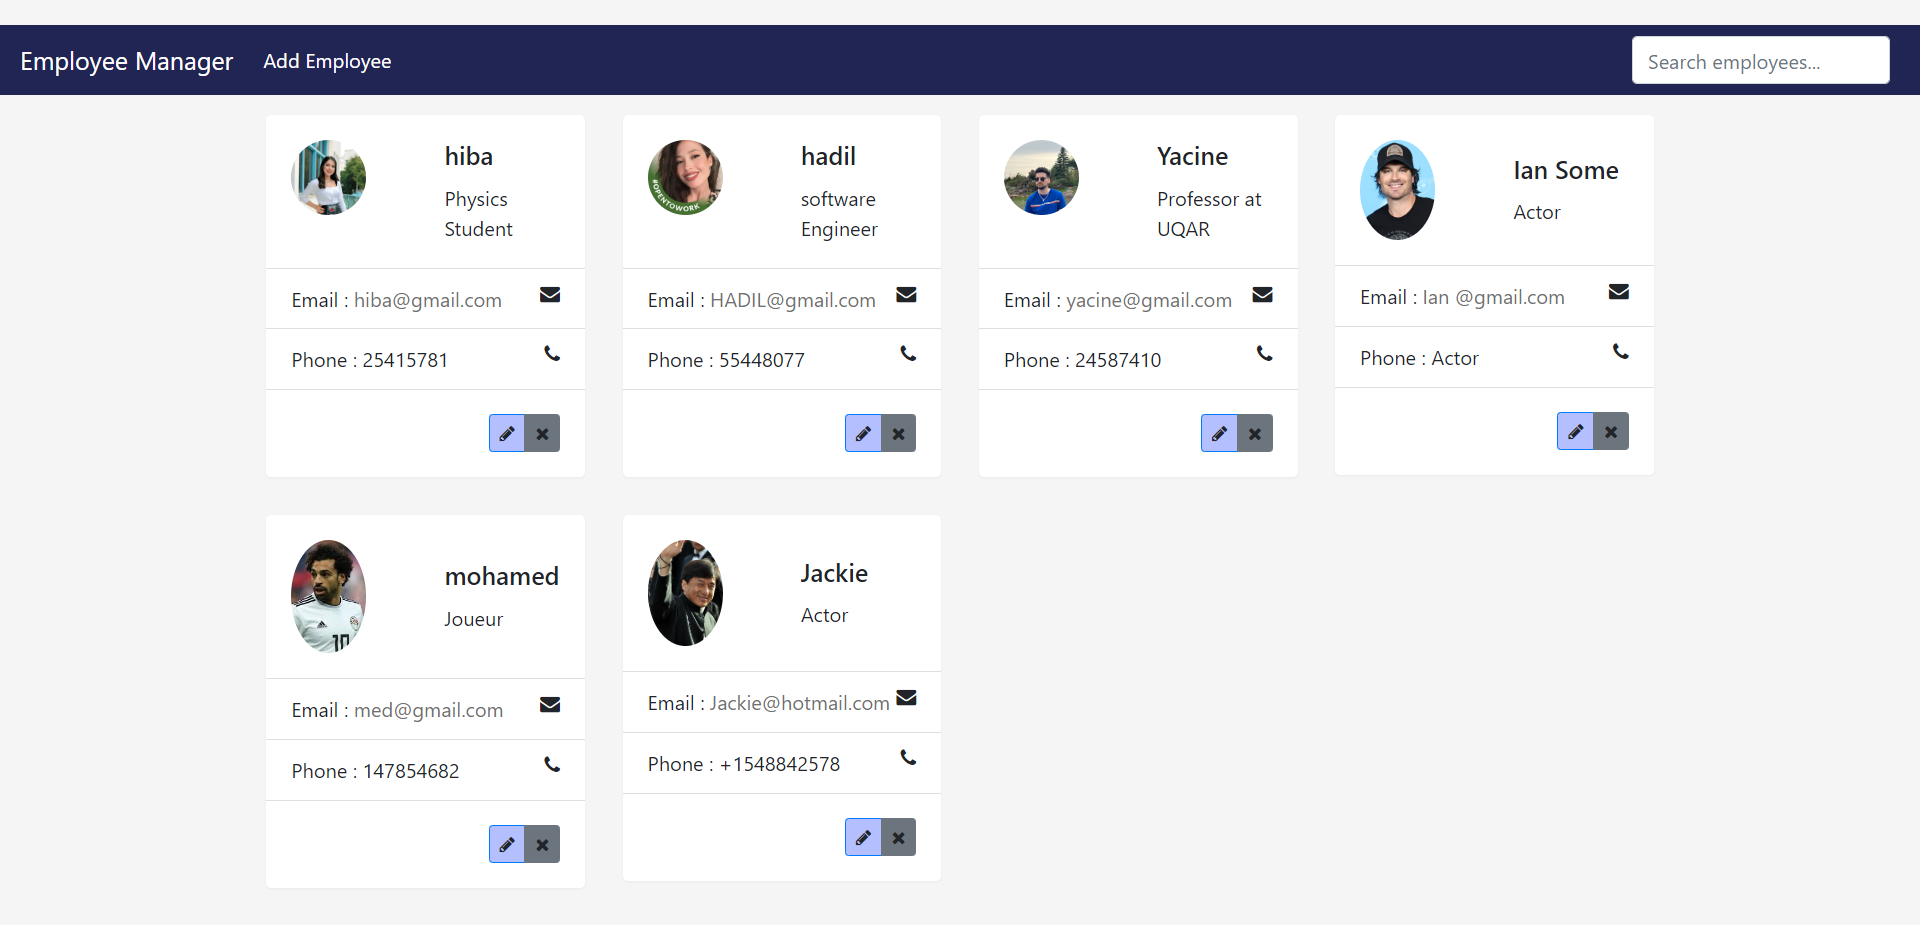 Employee Manager
Add Employee
Search employees...
hiba
Physics
Student
Email : hiba@gmail.com
Phone : 25415781
hadil
software
Engineer
#OPENTOWORK
Email : HADIL@gmail.com
Phone : 55448077
Yacine
Professor at
UQAR
Email : yacine@gmail.com
Phone : 24587410
Ian Some
Actor
Email : Ian @gmail.com
Phone : Actor
mohamed
Joueur
10
Email : med@gmail.com
Phone : 147854682
Jackie
Actor
Email : Jackie@hotmail.com
Phone : +1548842578